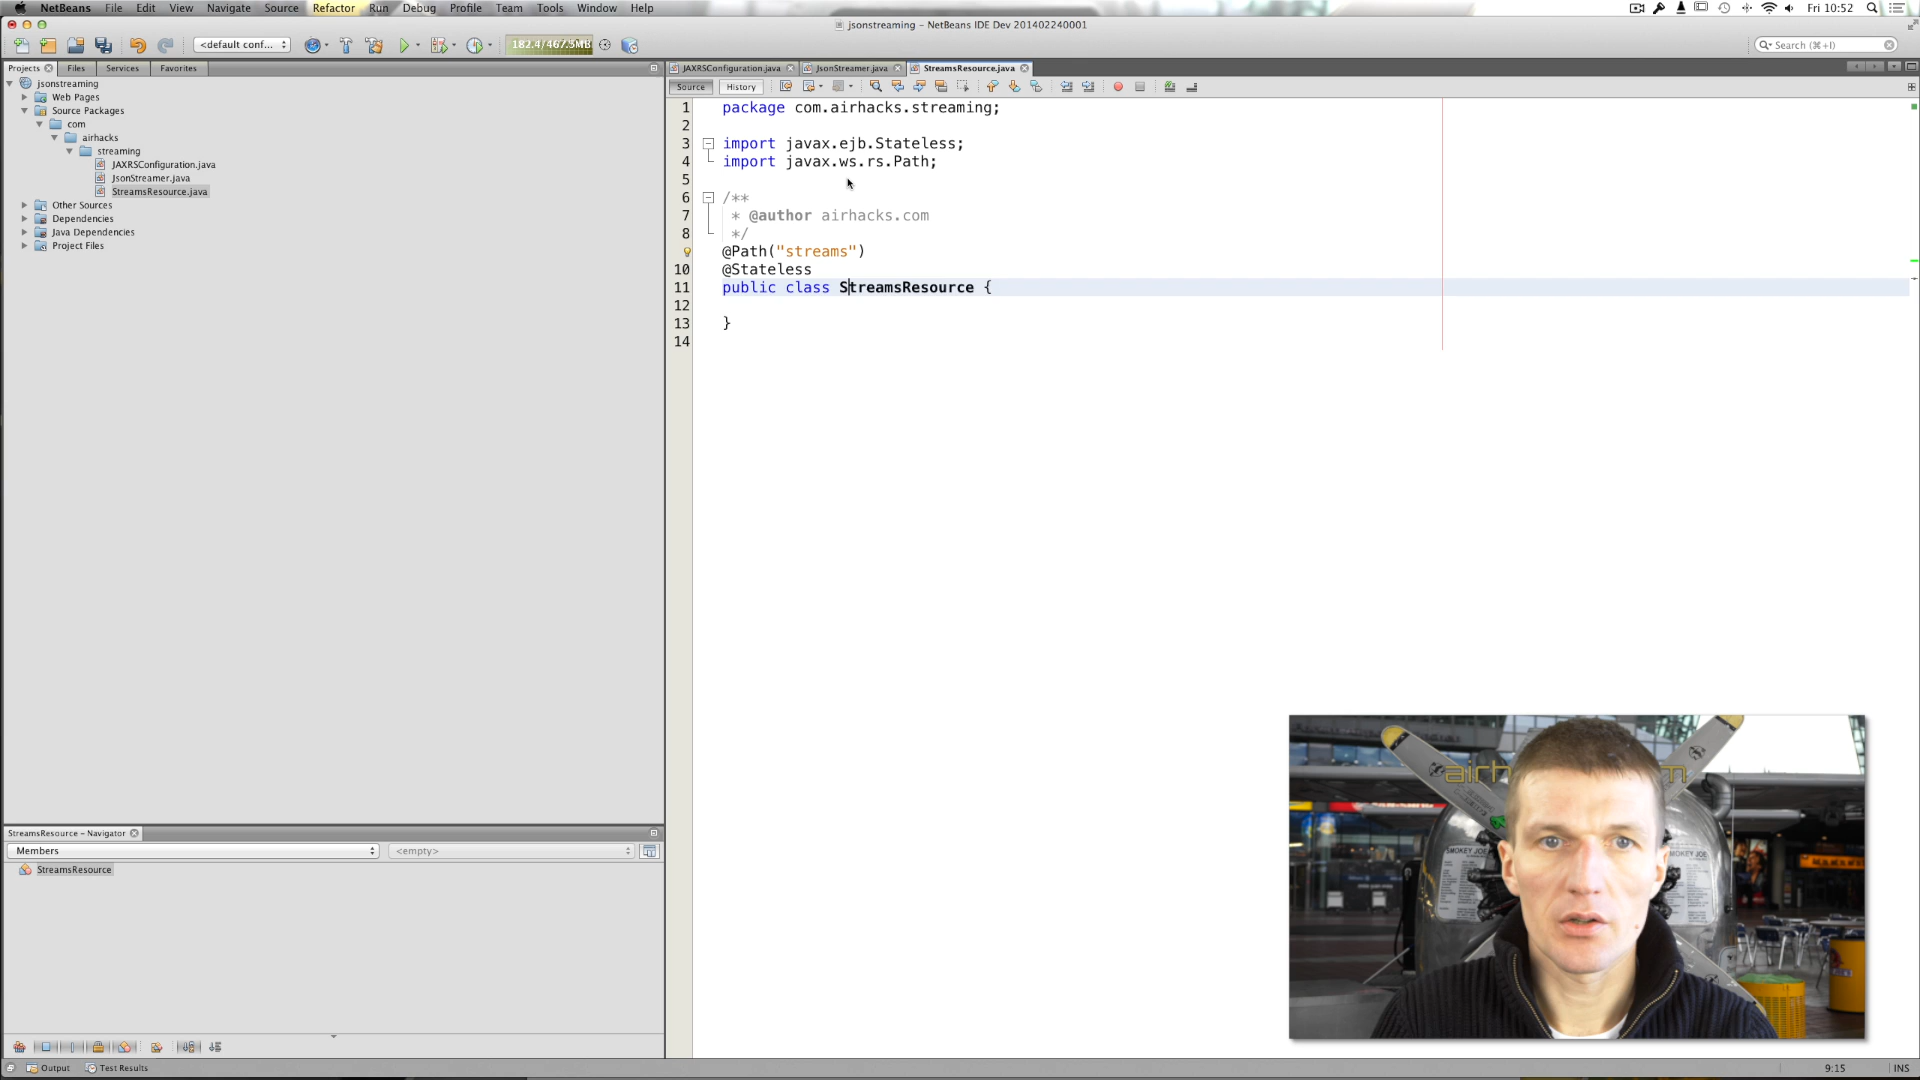 NetBeans File Edit View Navigate Source Refactor Run Debug Profile Team Tools Window Help Fri 10:52
jsonstreaming – NetBeans IDE Dev 201402240001
<default conf... 182.4/467.5MB Search (⌘+I)
Projects Files Services Favorites
JAXRSConfiguration.java JsonStreamer.java StreamsResource.java
Source History
jsonstreaming
Web Pages
Source Packages
com
airhacks
streaming
JAXRSConfiguration.java
JsonStreamer.java
StreamsResource.java
Other Sources
Dependencies
Java Dependencies
Project Files
1 package com.airhacks.streaming;
2
3 import javax.ejb.Stateless;
4 import javax.ws.rs.Path;
5
6 /**
7 * @author airhacks.com
8 */
@Path("streams")
10 @Stateless
11 public class StreamsResource {
12
13 }
14
StreamsResource – Navigator
Members <empty>
StreamsResource
SMOKEY JOE
Output Test Results 9:15 INS